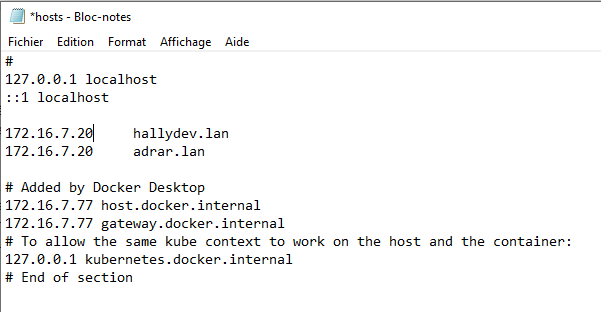 *hosts - Bloc-notes
Fichier Edition Format Affichage Aide
#
127.0.0.1 localhost
::1 localhost
172.16.7.20     hallydev.lan
172.16.7.20     adrar.lan
# Added by Docker Desktop
172.16.7.77 host.docker.internal
172.16.7.77 gateway.docker.internal
# To allow the same kube context to work on the host and the container:
127.0.0.1 kubernetes.docker.internal
# End of section